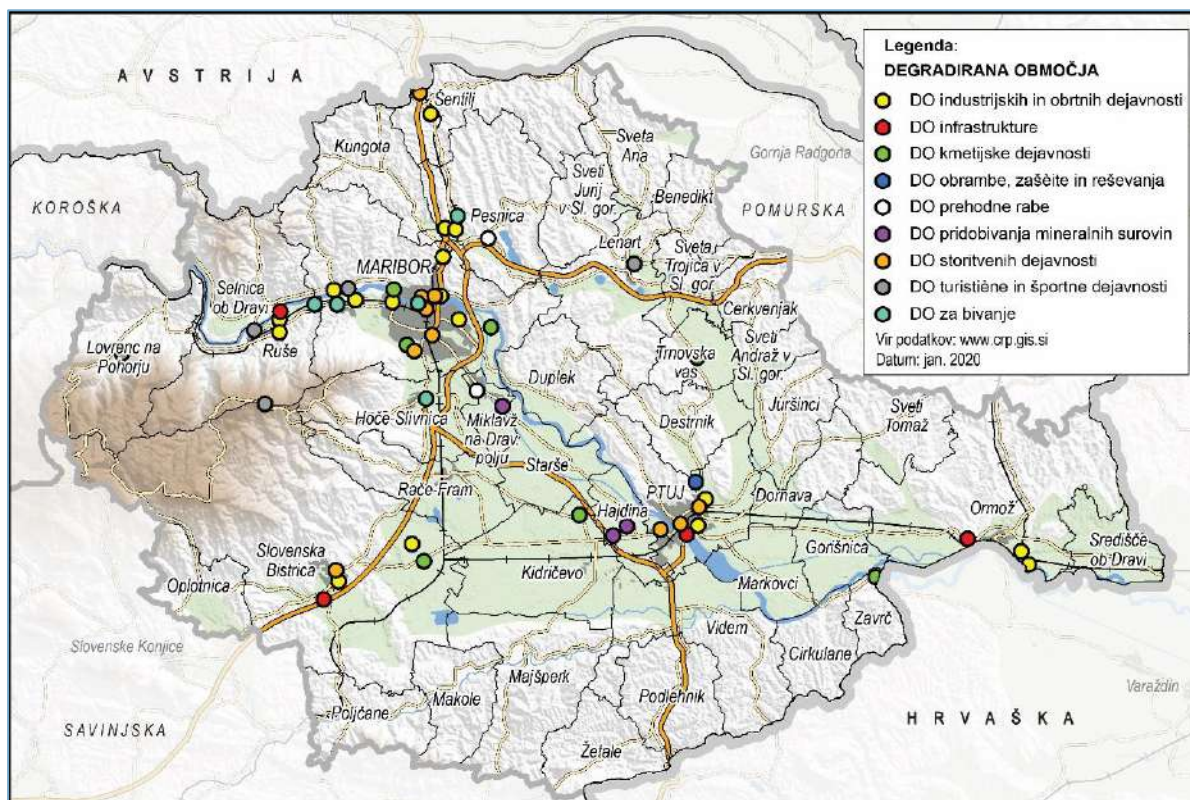 Legenda:
DEGRADIRANA OBMOČJA
DO industrijskih in obrtnih dejavnosti
DO infrastrukture
DO kmetijske dejavnosti
DO obrambe, zaščite in reševanja
DO prehodne rabe
DO pridobivanja mineralnih surovin
DO storitvenih dejavnosti
DO turistiène in športne dejavnosti
DO za bivanje
Vir podatkov: www.crp.gis.si
Datum: jan. 2020
AVSTRIJA
Šentilj
Kungota
Sveta
Ana
Gornja Radgona
Sveti
Jurij
v Sl. gor.
Benedikt
KOROŠKA
Pesnica
POMURSKA
Lenart
Sveta
Trojica v
Sl. gor.
MARIBOR
Selnica
ob Dravi
Cerkvenjak
Ruše
Lovrenc na
Pohorju
Trnovska
vas
Sveti
Andraž v
Sl. gor.
Duplek
Hoče-Slivnica
Miklavž
na Drav.
polju
Destrnik
Juršinci
Sveti
Tomaž
Starše
Rače-Fram
PTUJ
Dornava
Hajdina
Ormož
Središče
ob Dravi
Slovenska
Bistrica
Gorišnica
Oplotnica
Kidričevo
Markovci
Zavrč
Videm
Cirkulane
Slovenske Konjice
Majšperk
Makole
Podlehnik
Poljčane
Varaždin
SAVINJSKA
HRVAŠKA
Žetale